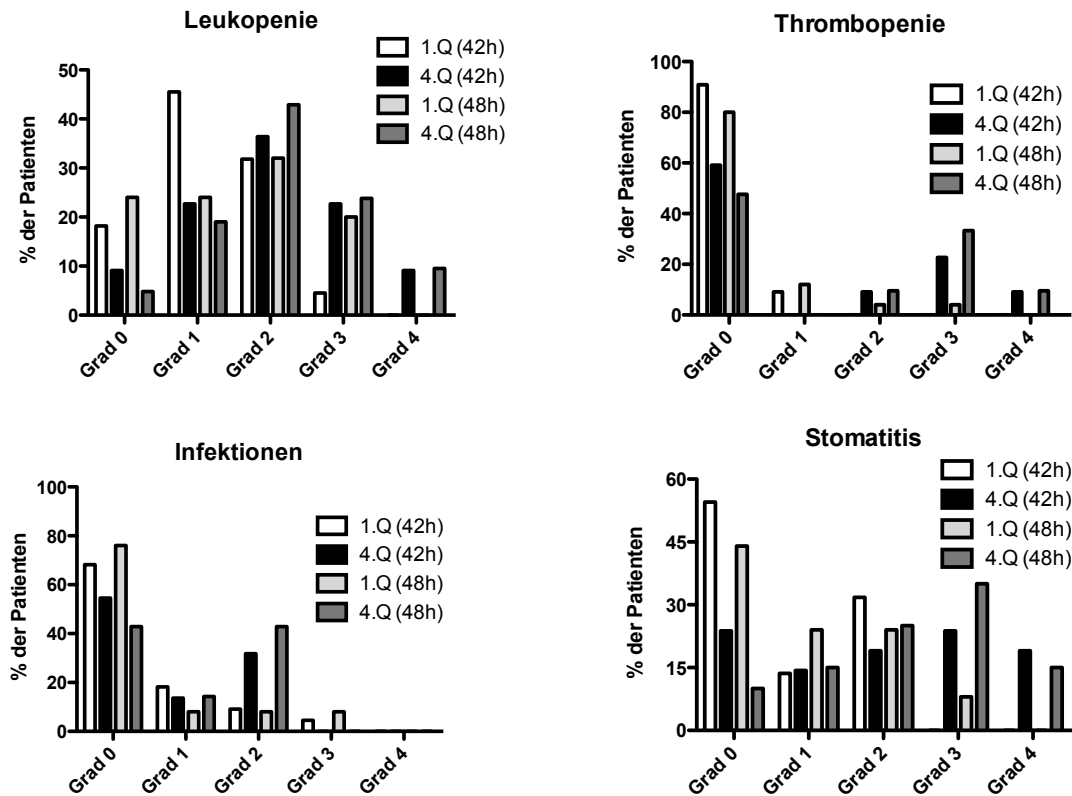 Leukopenie
1.Q (42h)
4.Q (42h)
1.Q (48h)
4.Q (48h)
% der Patienten
50
40
30
20
10
0
Grad 0
Grad 1
Grad 2
Grad 3
Grad 4
Thrombopenie
1.Q (42h)
4.Q (42h)
1.Q (48h)
4.Q (48h)
% der Patienten
100
80
60
40
20
0
Grad 0
Grad 1
Grad 2
Grad 3
Grad 4
Infektionen
1.Q (42h)
4.Q (42h)
1.Q (48h)
4.Q (48h)
% der Patienten
100
80
60
40
20
0
Grad 0
Grad 1
Grad 2
Grad 3
Grad 4
Stomatitis
1.Q (42h)
4.Q (42h)
1.Q (48h)
4.Q (48h)
% der Patienten
60
45
30
15
0
Grad 0
Grad 1
Grad 2
Grad 3
Grad 4